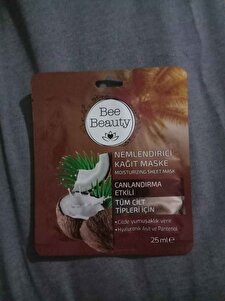 Bee
Beauty
NEMLENDİRİCİ
KAĞIT MASKE
MOISTURIZING SHEET MASK
CANLANDIRMA
ETKİLİ
TÜM CİLT
TİPLERİ İÇİN
• Cilde yumuşaklık verir.
• Hyaluronik Asit ve Pantenol
25 ml e